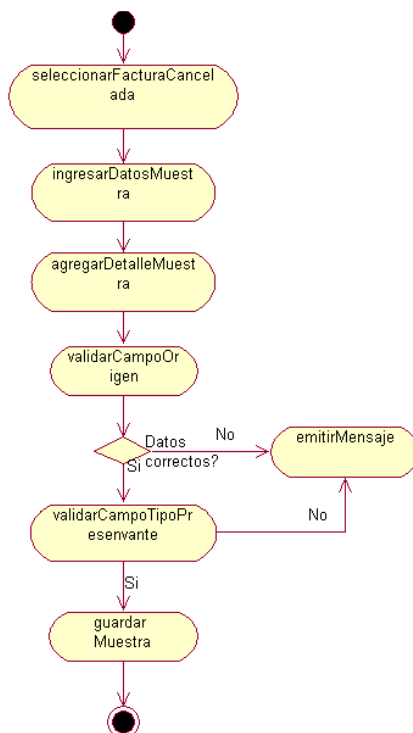 seleccionarFacturaCancel
ada
ingresarDatosMuest
ra
agregarDetalleMuest
ra
validarCampoOr
igen
Datos
correctos?
No
emitirMensaje
Si
validarCampoTipoPr
esenvante
No
Si
guardar
Muestra